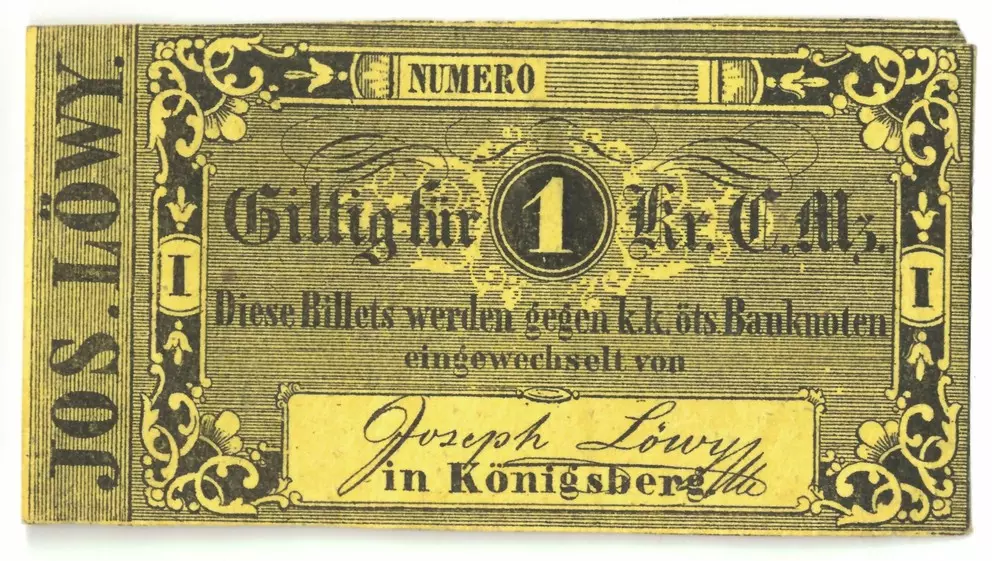 JOS. LÖWY.
NUMERO
Giltig für 1 Kr. C. Mz.
I
I
Diese Billets werden gegen k.k. öts. Banknoten
eingewechselt von
Joseph Löwy
in Königsberg.